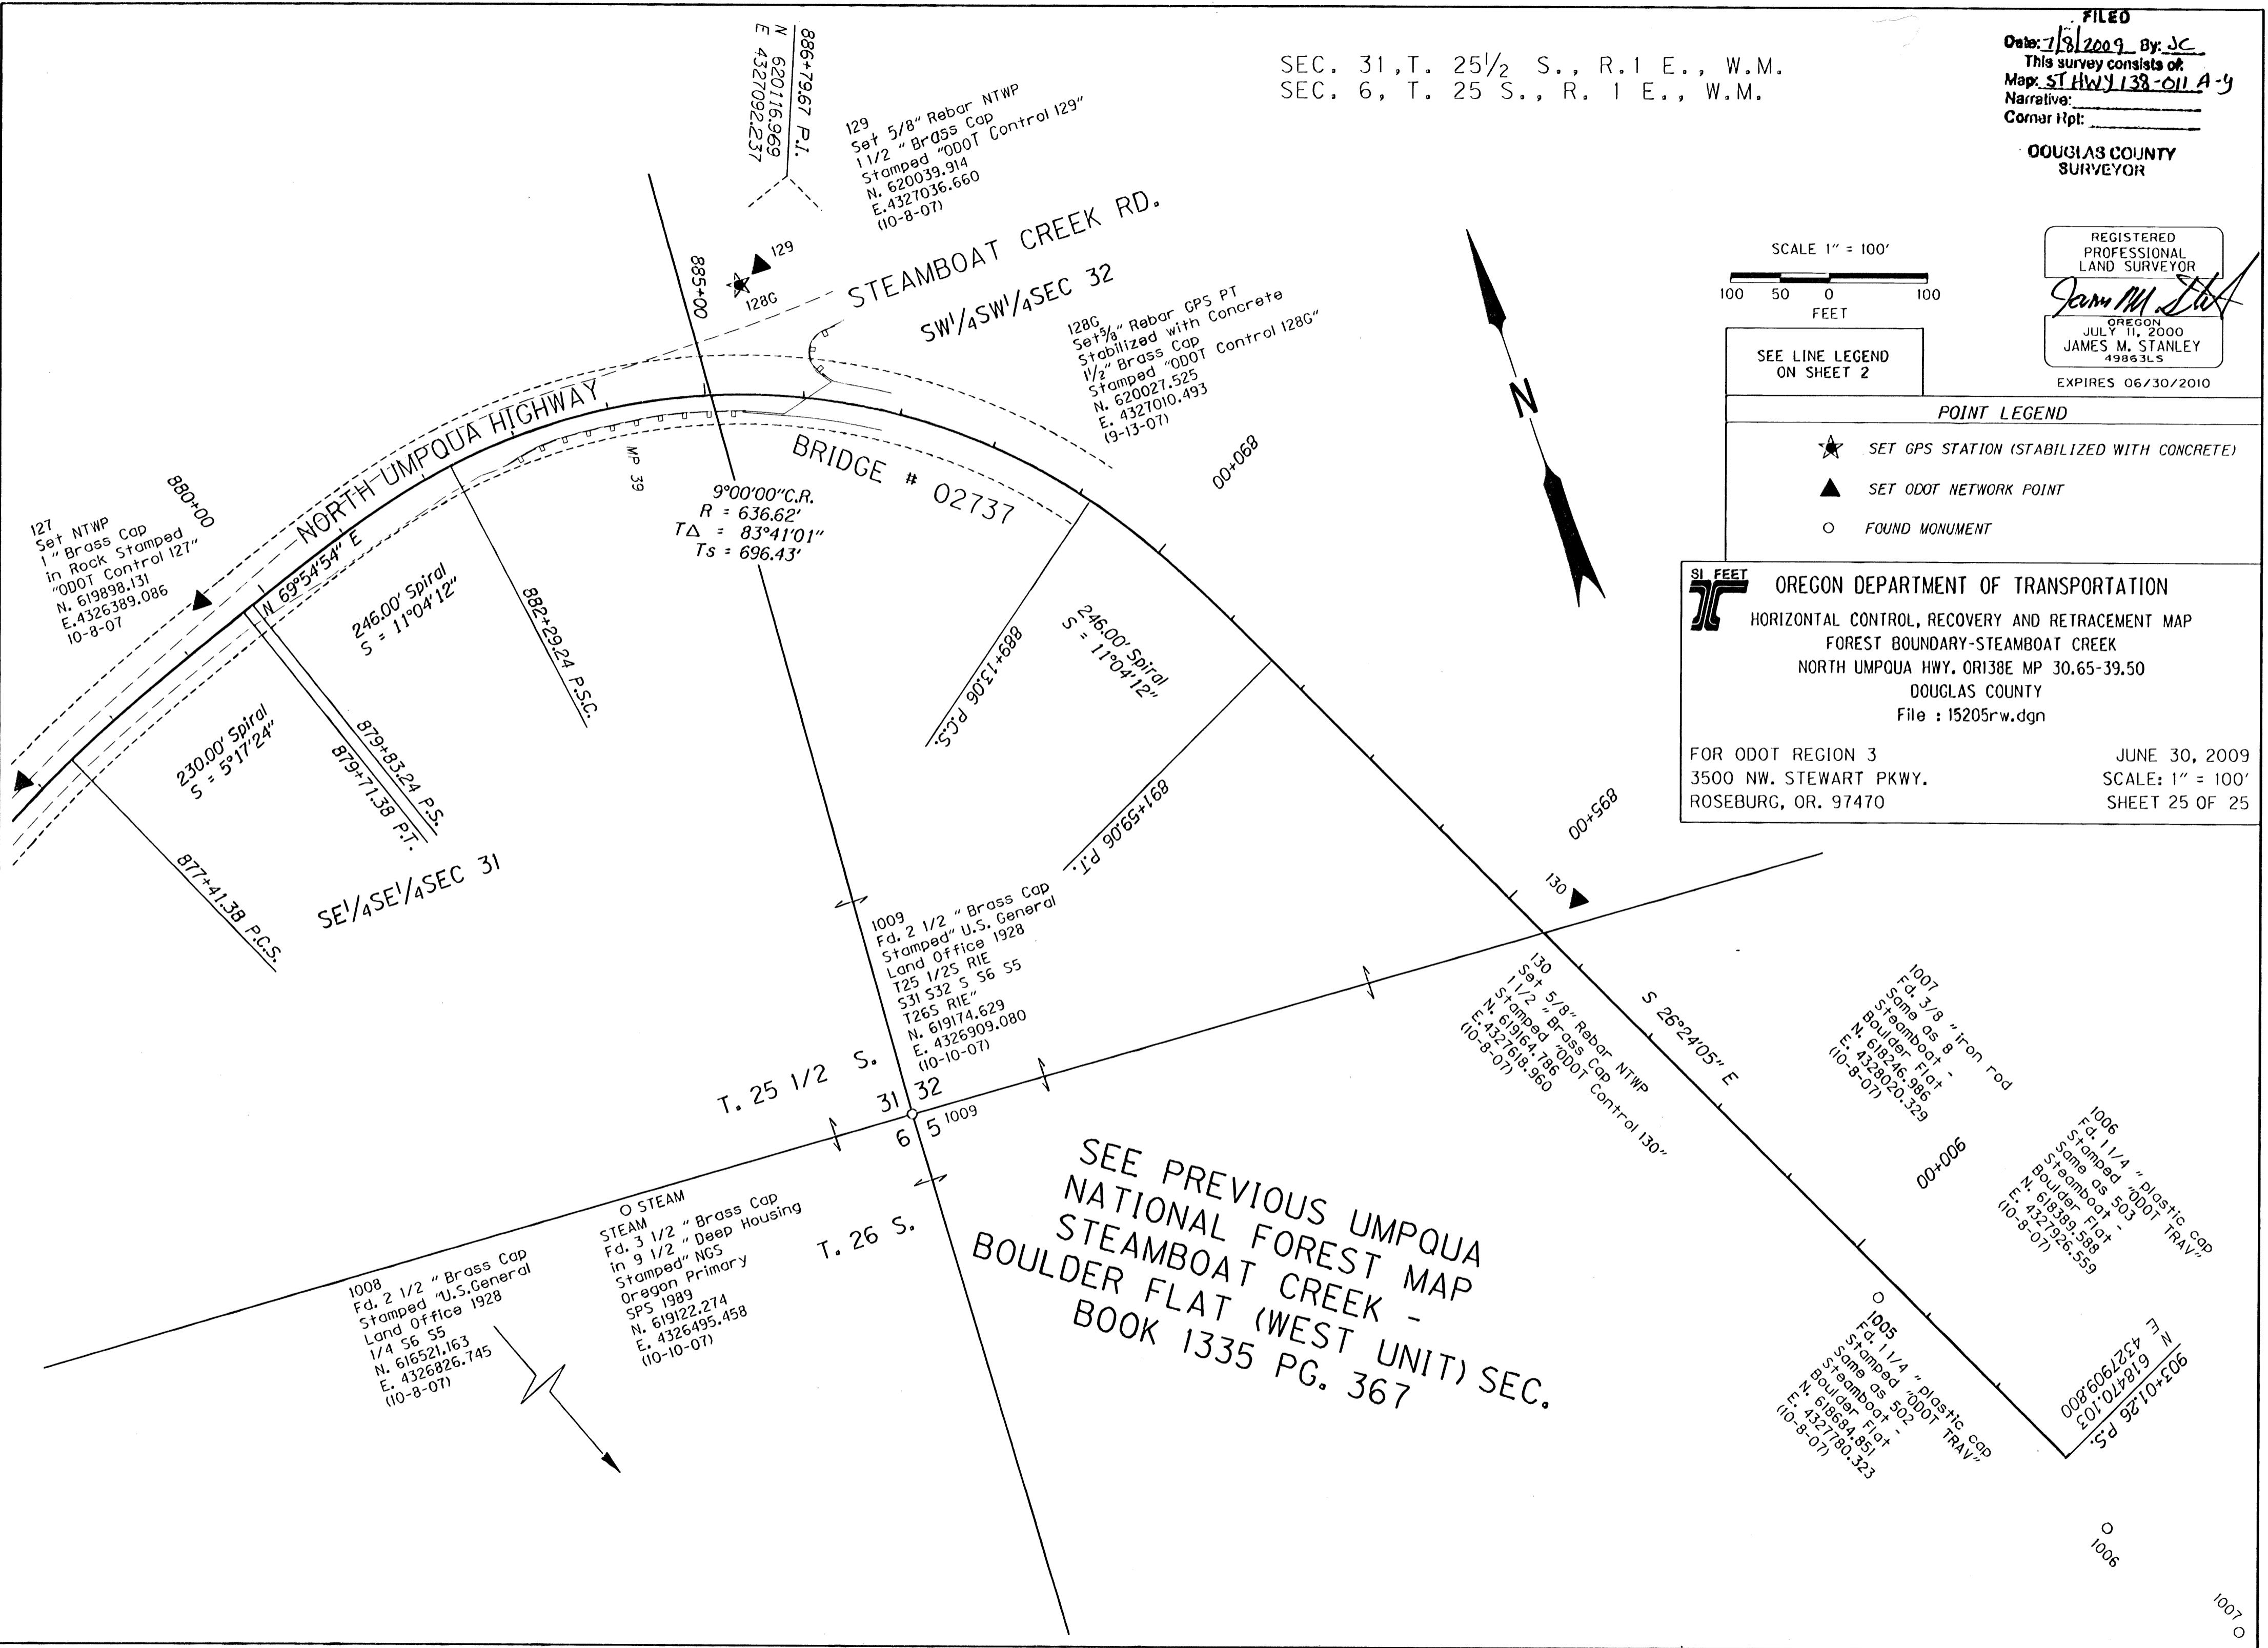 FILED
Date: 7/8/2009 By: JC
This survey consists of:
Map: ST HWY 138-011 A-y
Narrative:
Corner Rpt:
DOUGLAS COUNTY
SURVEYOR
SEC. 31, T. 25½ S., R.1 E., W.M.
SEC. 6, T. 25 S., R. 1 E., W.M.
886+79.67 P.I.
N 620116.969
E 4327092.237
129
Set 5/8" Rebar NTWP
1 1/2 " Brass Cap
Stamped "ODOT Control 129"
N. 620039.914
E.4327036.660
(10-8-07)
129
128G
885+00
STEAMBOAT CREEK RD.
SW¼SW¼SEC 32
128G
Set⅝" Rebar GPS PT
Stabilized with Concrete
1½" Brass Cap
Stamped "ODOT Control 128G"
N. 620027.525
E. 4327010.493
(9-13-07)
N
SCALE 1" = 100'
100 50 0 100
FEET
SEE LINE LEGEND
ON SHEET 2
REGISTERED
PROFESSIONAL
LAND SURVEYOR
OREGON
JULY 11, 2000
JAMES M. STANLEY
49863LS
EXPIRES 06/30/2010
POINT LEGEND
SET GPS STATION (STABILIZED WITH CONCRETE)
SET ODOT NETWORK POINT
FOUND MONUMENT
SI FEET
OREGON DEPARTMENT OF TRANSPORTATION
HORIZONTAL CONTROL, RECOVERY AND RETRACEMENT MAP
FOREST BOUNDARY-STEAMBOAT CREEK
NORTH UMPQUA HWY. OR138E MP 30.65-39.50
DOUGLAS COUNTY
File : 15205rw.dgn
FOR ODOT REGION 3
3500 NW. STEWART PKWY.
ROSEBURG, OR. 97470
JUNE 30, 2009
SCALE: 1" = 100'
SHEET 25 OF 25
NORTH UMPQUA HIGHWAY
MP 39
BRIDGE # 02737
890+00
880+00
127
Set NTWP
1 " Brass Cap
in Rock Stamped
"ODOT Control 127"
N. 619898.131
E.4326389.086
10-8-07
N 69°54'54" E
9°00'00"C.R.
R = 636.62'
T∆ = 83°41'01"
Ts = 696.43'
246.00' Spiral
S = 11°04'12"
882+29.24 P.S.C.
889+13.06 P.C.S.
246.00' Spiral
S = 11°04'12"
230.00' Spiral
S = 5°17'24"
879+83.24 P.S.
879+71.38 P.T.
877+41.38 P.C.S.
SE¼SE¼SEC 31
891+59.06 P.T.
895+00
130
1009
Fd. 2 1/2 " Brass Cap
Stamped" U.S. General
Land Office 1928
T25 1/2S R1E
S31 S32 S S6 S5
T26S R1E"
N. 619174.629
E. 4326909.080
(10-10-07)
T. 25 1/2 S.
31 32
6 5 1009
T. 26 S.
130
Set 5/8" Rebar NTWP
1 1/2 " Brass Cap
Stamped "ODOT Control 130"
N. 619164.786
E.4327618.960
(10-8-07)
S 26°24'05" E
1007
Fd. 3/8 "iron rod
Same as 8
Steamboat -
Boulder Flat
N. 618246.986
E. 4328020.329
(10-8-07)
900+00
1006
Fd. 1 1/4 " plastic cap
Stamped "ODOT TRAV"
Same as 503
Steamboat -
Boulder Flat
N. 618389.588
E. 4327926.559
(10-8-07)
STEAM
STEAM
Fd. 3 1/2 " Brass Cap
in 9 1/2 " Deep Housing
Stamped" NGS
Oregon Primary
SPS 1989
N. 619122.274
E. 4326495.458
(10-10-07)
1008
Fd. 2 1/2 " Brass Cap
Stamped "U.S.General
Land Office 1928
1/4 S6 S5
N. 616521.163
E. 4326826.745
(10-8-07)
SEE PREVIOUS UMPQUA
NATIONAL FOREST MAP
STEAMBOAT CREEK -
BOULDER FLAT (WEST UNIT) SEC.
BOOK 1335 PG. 367
1005
Fd. 1 1/4 " plastic cap
Stamped "ODOT TRAV"
Same as 502
Steamboat -
Boulder Flat
N. 618684.851
E. 4327780.323
(10-8-07)
903+01.26 P.S.
N 618470.103
E 4327909.800
1006
1007